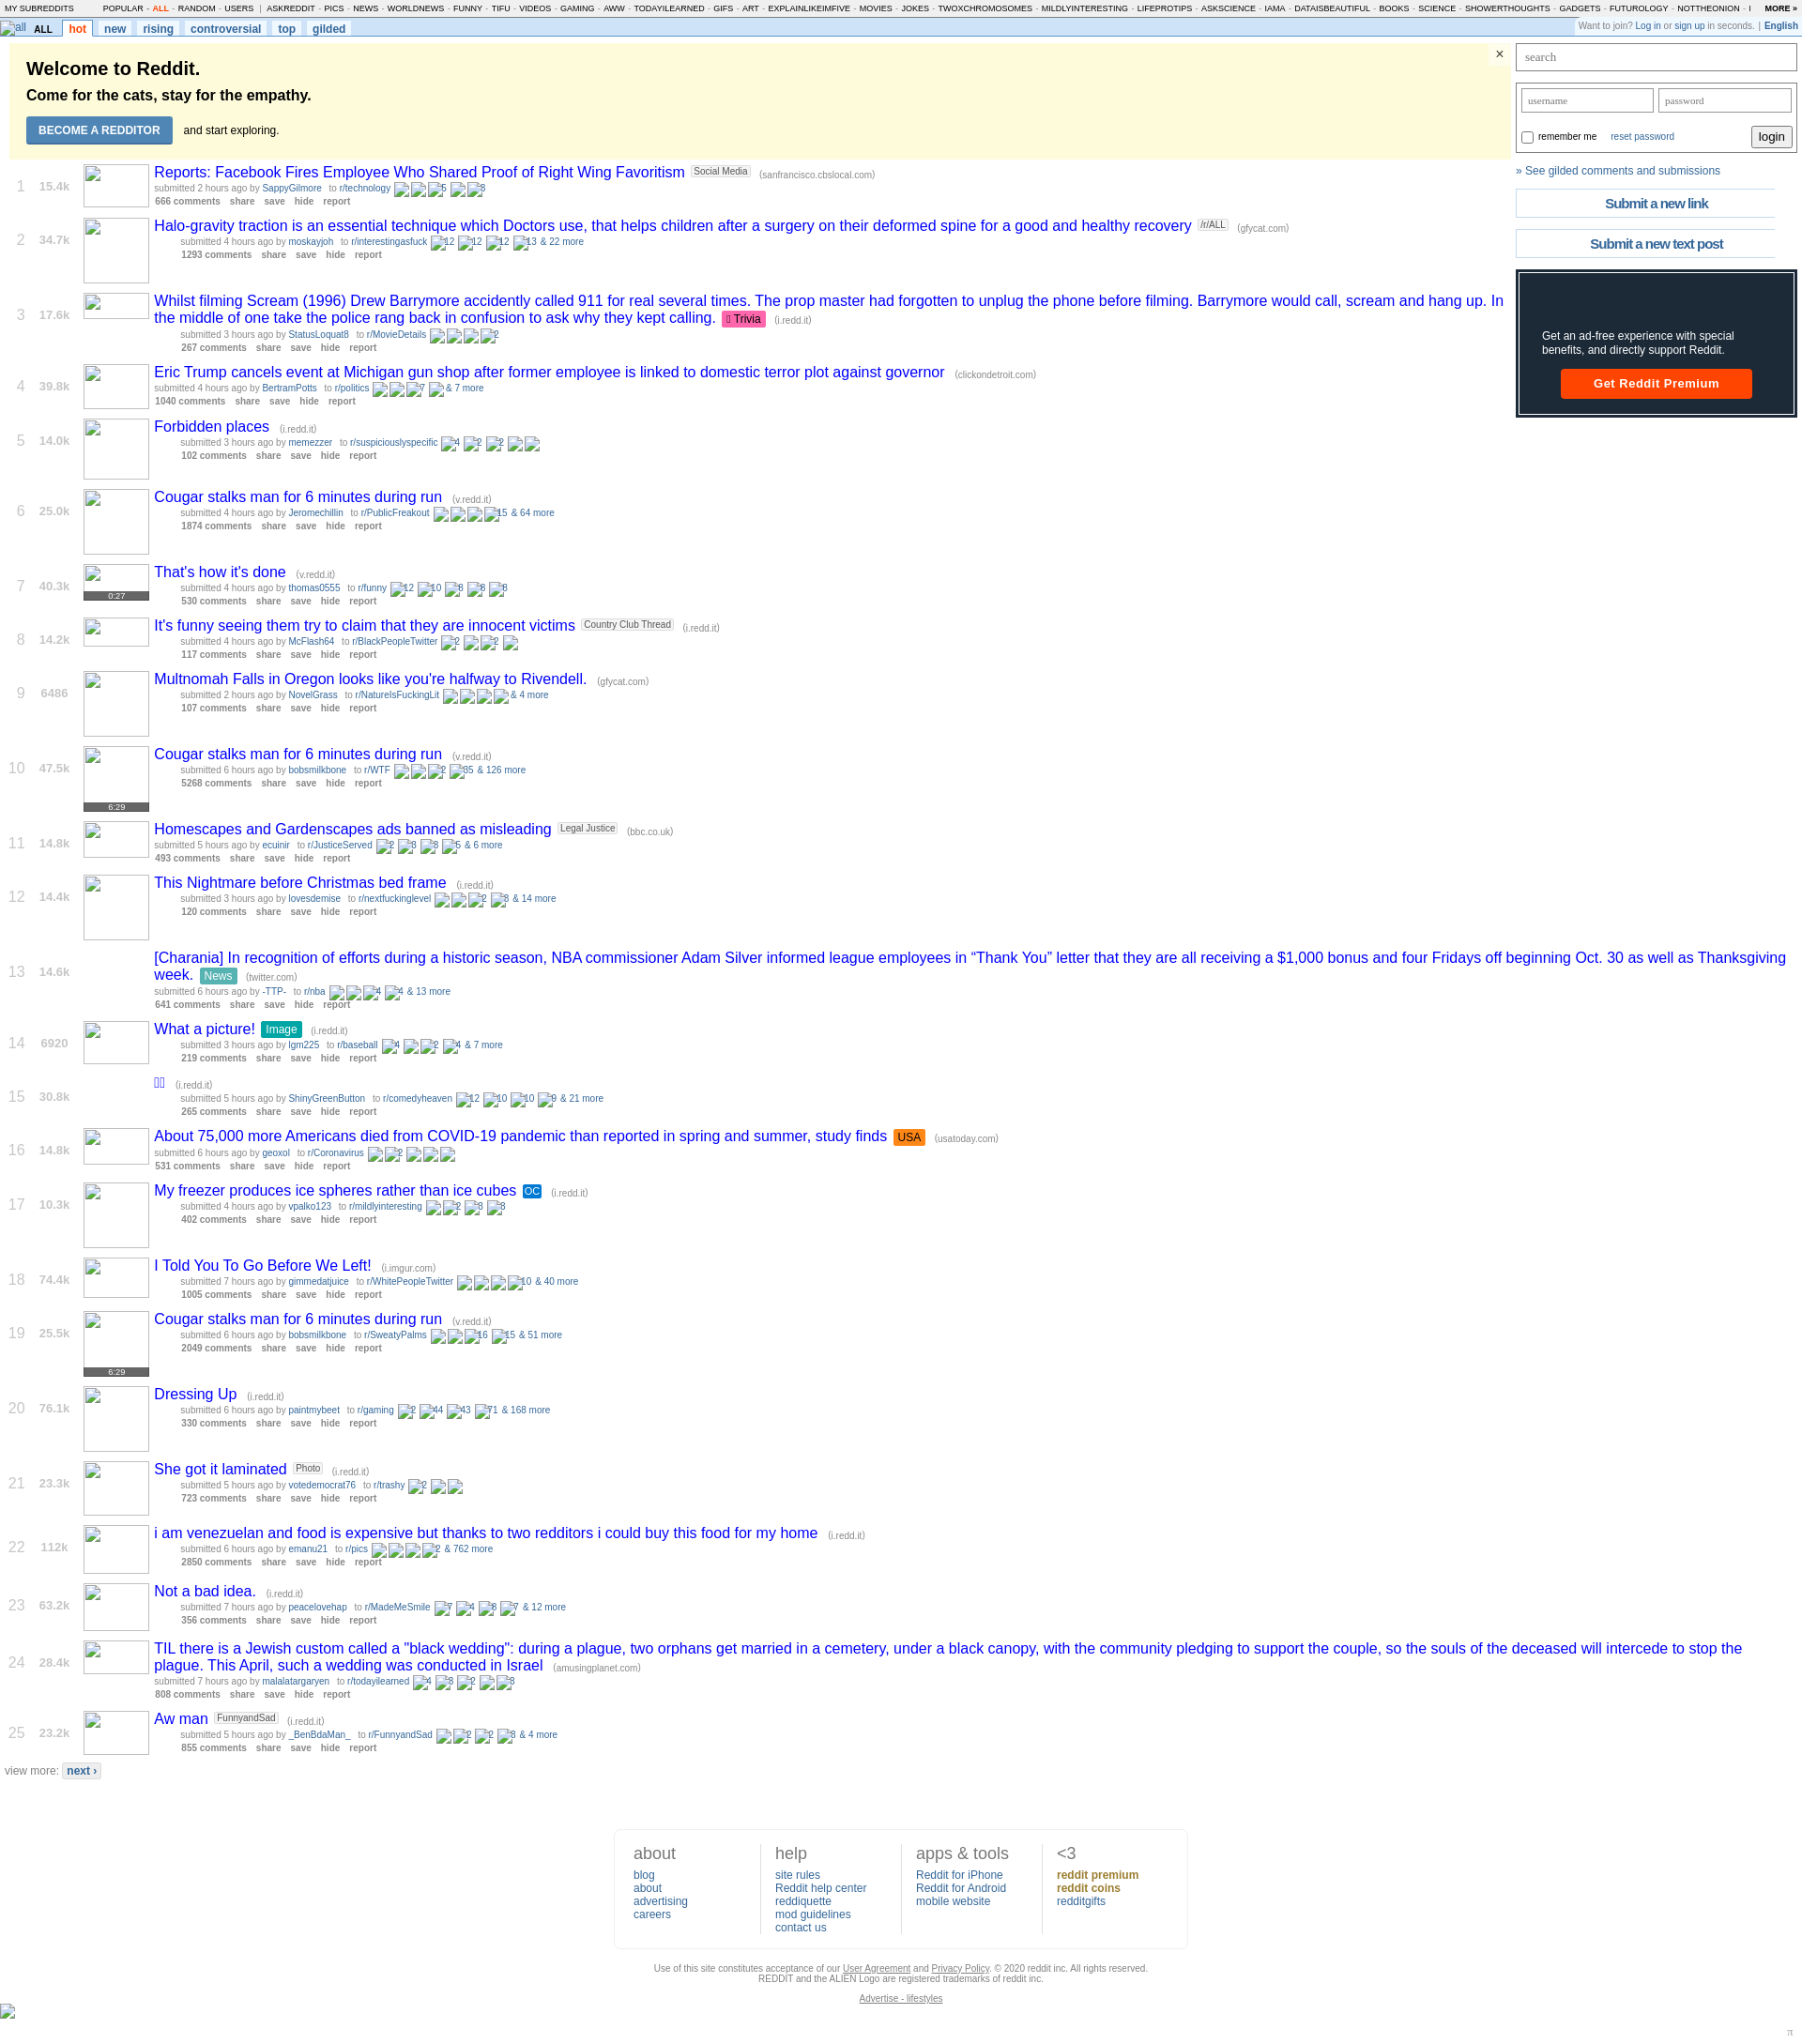 MY SUBREDDITS POPULAR - ALL - RANDOM - USERS | ASKREDDIT - PICS - NEWS - WORLDNEWS - FUNNY - TIFU - VIDEOS - GAMING - AWW - TODAYILEARNED - GIFS - ART - EXPLAINLIKEIMFIVE - MOVIES - JOKES - TWOXCHROMOSOMES - MILDLYINTERESTING - LIFEPROTIPS - ASKSCIENCE - IAMA - DATAISBEAUTIFUL - BOOKS - SCIENCE - SHOWERTHOUGHTS - GADGETS - FUTUROLOGY - NOTTHEONION - I MORE »
all ALL hot new rising controversial top gilded Want to join? Log in or sign up in seconds. | English
Welcome to Reddit. ×
Come for the cats, stay for the empathy.
BECOME A REDDITOR and start exploring.
search
username password
remember me reset password login
» See gilded comments and submissions
Submit a new link
Submit a new text post
Get an ad-free experience with special
benefits, and directly support Reddit.
Get Reddit Premium
1 15.4k Reports: Facebook Fires Employee Who Shared Proof of Right Wing Favoritism Social Media (sanfrancisco.cbslocal.com)
submitted 2 hours ago by SappyGilmore to r/technology 5 3
666 comments share save hide report
2 34.7k Halo-gravity traction is an essential technique which Doctors use, that helps children after a surgery on their deformed spine for a good and healthy recovery /r/ALL (gfycat.com)
submitted 4 hours ago by moskayjoh to r/interestingasfuck 12 12 12 13 & 22 more
1293 comments share save hide report
3 17.6k Whilst filming Scream (1996) Drew Barrymore accidently called 911 for real several times. The prop master had forgotten to unplug the phone before filming. Barrymore would call, scream and hang up. In
the middle of one take the police rang back in confusion to ask why they kept calling. Trivia (i.redd.it)
submitted 3 hours ago by StatusLoquat8 to r/MovieDetails 2
267 comments share save hide report
4 39.8k Eric Trump cancels event at Michigan gun shop after former employee is linked to domestic terror plot against governor (clickondetroit.com)
submitted 4 hours ago by BertramPotts to r/politics 7 & 7 more
1040 comments share save hide report
5 14.0k Forbidden places (i.redd.it)
submitted 3 hours ago by memezzer to r/suspiciouslyspecific 4 2 2
102 comments share save hide report
6 25.0k Cougar stalks man for 6 minutes during run (v.redd.it)
submitted 4 hours ago by Jeromechillin to r/PublicFreakout 15 & 64 more
1874 comments share save hide report
7 40.3k That's how it's done (v.redd.it)
submitted 4 hours ago by thomas0555 to r/funny 12 10 8 8 8
0:27 530 comments share save hide report
8 14.2k It's funny seeing them try to claim that they are innocent victims Country Club Thread (i.redd.it)
submitted 4 hours ago by McFlash64 to r/BlackPeopleTwitter 2 2
117 comments share save hide report
9 6486 Multnomah Falls in Oregon looks like you're halfway to Rivendell. (gfycat.com)
submitted 2 hours ago by NovelGrass to r/NatureIsFuckingLit & 4 more
107 comments share save hide report
10 47.5k Cougar stalks man for 6 minutes during run (v.redd.it)
submitted 6 hours ago by bobsmilkbone to r/WTF 2 35 & 126 more
5268 comments share save hide report
6:29
11 14.8k Homescapes and Gardenscapes ads banned as misleading Legal Justice (bbc.co.uk)
submitted 5 hours ago by ecuinir to r/JusticeServed 2 3 3 5 & 6 more
493 comments share save hide report
12 14.4k This Nightmare before Christmas bed frame (i.redd.it)
submitted 3 hours ago by lovesdemise to r/nextfuckinglevel 2 3 & 14 more
120 comments share save hide report
13 14.6k [Charania] In recognition of efforts during a historic season, NBA commissioner Adam Silver informed league employees in “Thank You” letter that they are all receiving a $1,000 bonus and four Fridays off beginning Oct. 30 as well as Thanksgiving
week. News (twitter.com)
submitted 6 hours ago by -TTP- to r/nba 4 4 & 13 more
641 comments share save hide report
14 6920 What a picture! Image (i.redd.it)
submitted 3 hours ago by lgm225 to r/baseball 4 2 4 & 7 more
219 comments share save hide report
15 30.8k (i.redd.it)
submitted 5 hours ago by ShinyGreenButton to r/comedyheaven 12 10 10 9 & 21 more
265 comments share save hide report
16 14.8k About 75,000 more Americans died from COVID-19 pandemic than reported in spring and summer, study finds USA (usatoday.com)
submitted 6 hours ago by geoxol to r/Coronavirus 2
531 comments share save hide report
17 10.3k My freezer produces ice spheres rather than ice cubes OC (i.redd.it)
submitted 4 hours ago by vpalko123 to r/mildlyinteresting 2 3 3
402 comments share save hide report
18 74.4k I Told You To Go Before We Left! (i.imgur.com)
submitted 7 hours ago by gimmedatjuice to r/WhitePeopleTwitter 10 & 40 more
1005 comments share save hide report
19 25.5k Cougar stalks man for 6 minutes during run (v.redd.it)
submitted 6 hours ago by bobsmilkbone to r/SweatyPalms 16 15 & 51 more
2049 comments share save hide report
6:29
20 76.1k Dressing Up (i.redd.it)
submitted 6 hours ago by paintmybeet to r/gaming 2 44 43 71 & 168 more
330 comments share save hide report
21 23.3k She got it laminated Photo (i.redd.it)
submitted 5 hours ago by votedemocrat76 to r/trashy 2
723 comments share save hide report
22 112k i am venezuelan and food is expensive but thanks to two redditors i could buy this food for my home (i.redd.it)
submitted 6 hours ago by emanu21 to r/pics 2 & 762 more
2850 comments share save hide report
23 63.2k Not a bad idea. (i.redd.it)
submitted 7 hours ago by peacelovehap to r/MadeMeSmile 7 4 8 7 & 12 more
356 comments share save hide report
24 28.4k TIL there is a Jewish custom called a "black wedding": during a plague, two orphans get married in a cemetery, under a black canopy, with the community pledging to support the couple, so the souls of the deceased will intercede to stop the
plague. This April, such a wedding was conducted in Israel (amusingplanet.com)
submitted 7 hours ago by malalatargaryen to r/todayilearned 4 3 2 3
808 comments share save hide report
25 23.2k Aw man FunnyandSad (i.redd.it)
submitted 5 hours ago by _BenBdaMan_ to r/FunnyandSad 2 2 3 & 4 more
855 comments share save hide report
view more: next ›
about help apps & tools <3
blog site rules Reddit for iPhone reddit premium
about Reddit help center Reddit for Android reddit coins
advertising reddiquette mobile website redditgifts
careers mod guidelines
contact us
Use of this site constitutes acceptance of our User Agreement and Privacy Policy. © 2020 reddit inc. All rights reserved.
REDDIT and the ALIEN Logo are registered trademarks of reddit inc.
Advertise - lifestyles
π